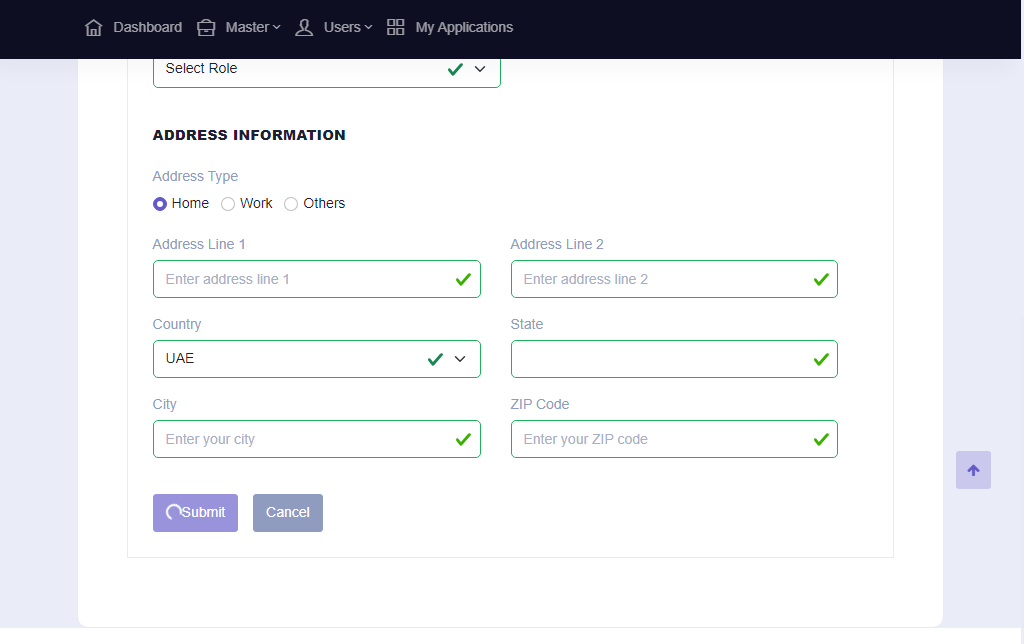 Dashboard Master Users My Applications
Select Role
ADDRESS INFORMATION
Address Type
Home Work Others
Address Line 1 Address Line 2
Enter address line 1 Enter address line 2
Country State
UAE
City ZIP Code
Enter your city Enter your ZIP code
Submit Cancel